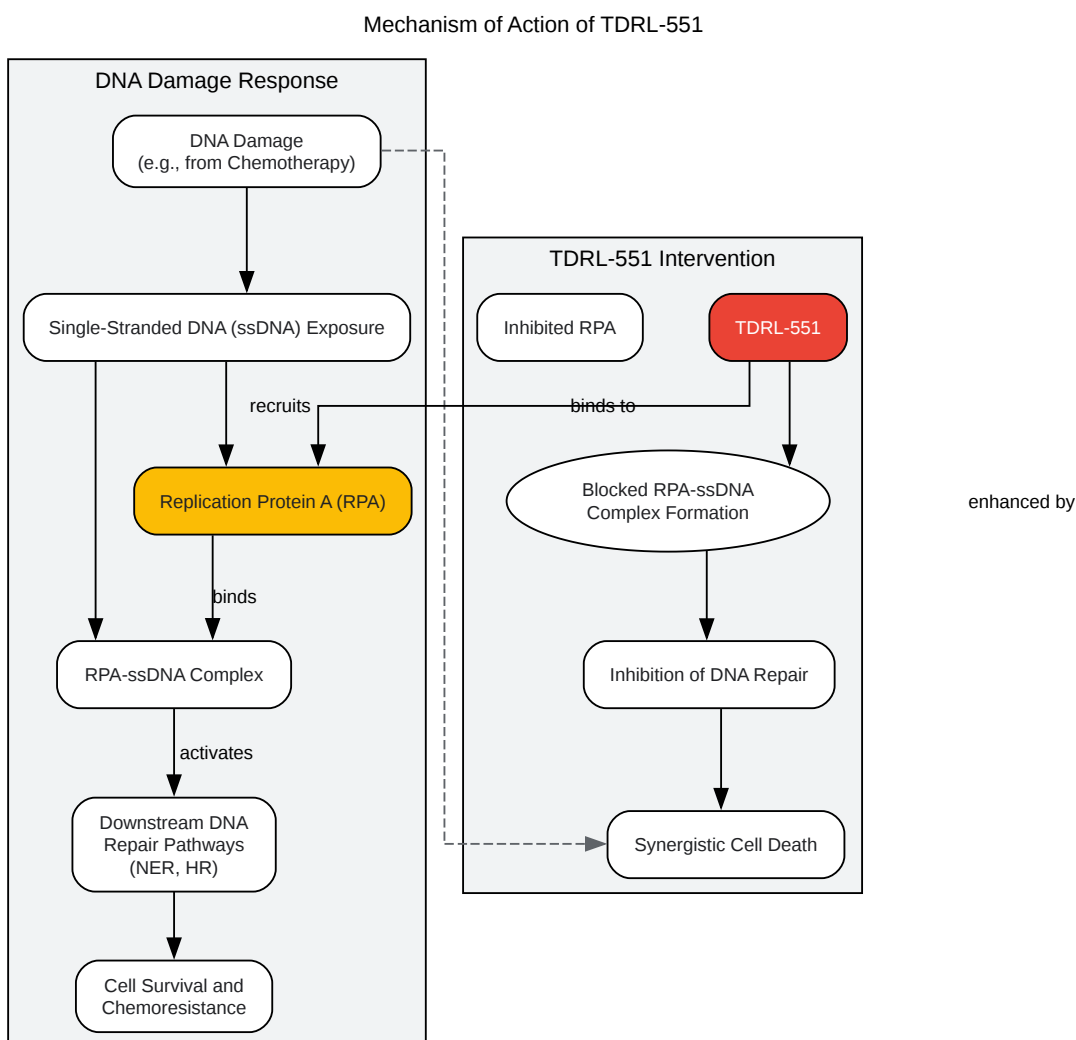 Mechanism of Action of TDRL-551
DNA Damage Response
DNA Damage
(e.g., from Chemotherapy)
TDRL-551 Intervention
Single-Stranded DNA (ssDNA) Exposure
Inhibited RPA
TDRL-551
recruits
binds to
Replication Protein A (RPA)
Blocked RPA-ssDNA
Complex Formation
enhanced by
binds
RPA-ssDNA Complex
Inhibition of DNA Repair
activates
Downstream DNA
Repair Pathways
(NER, HR)
Synergistic Cell Death
Cell Survival and
Chemoresistance